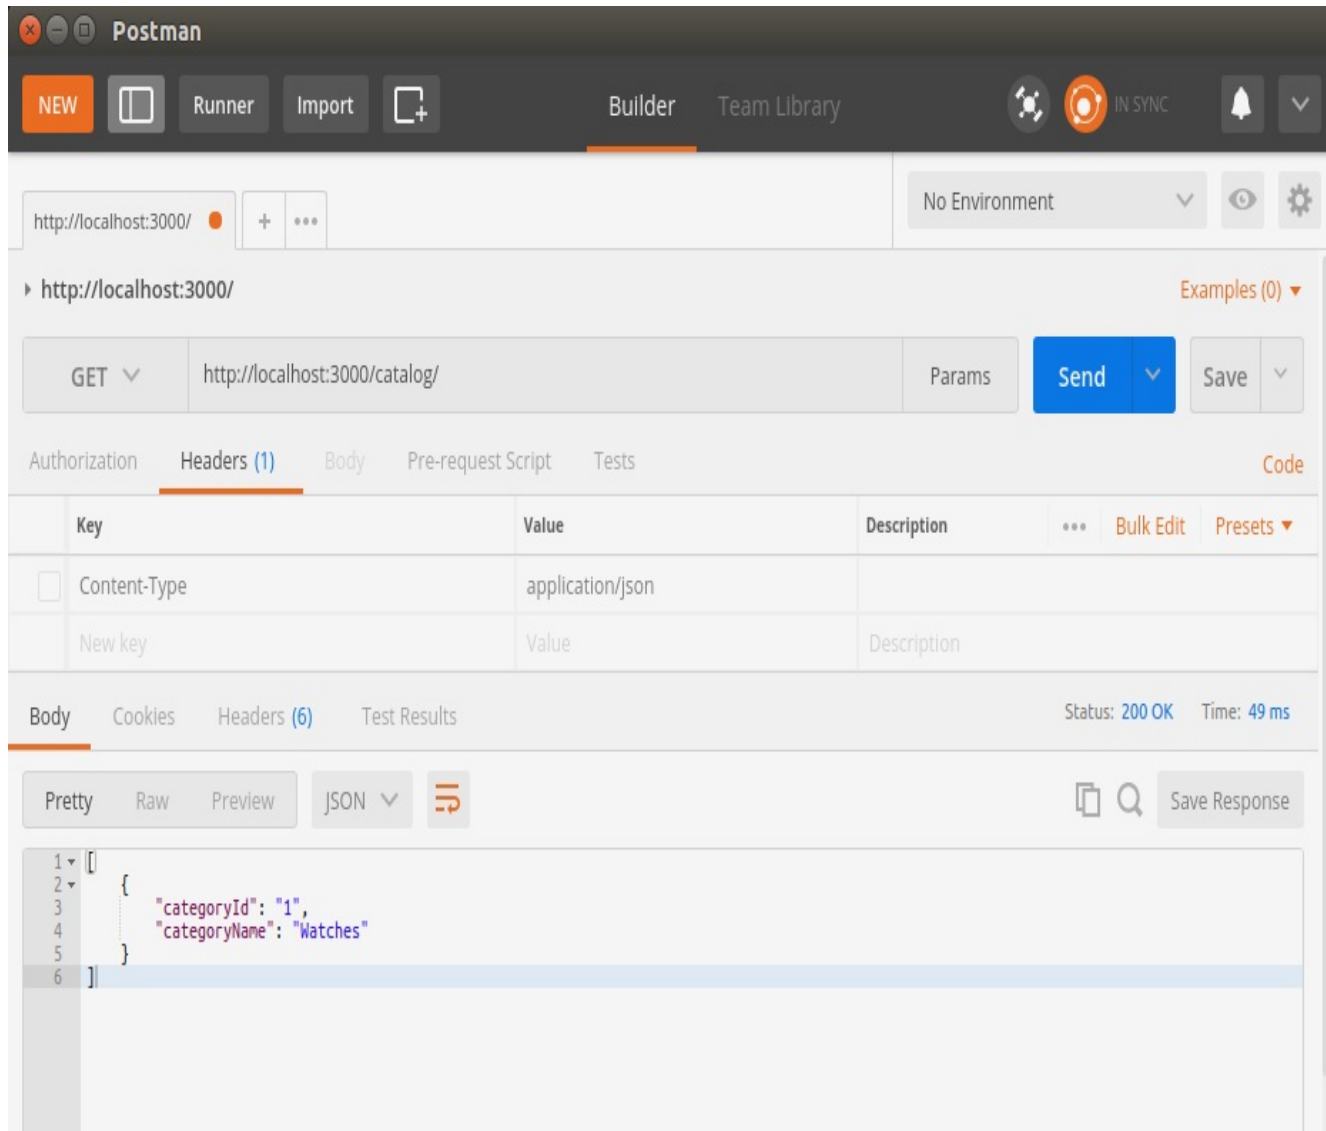 Postman
NEW Runner Import Builder Team Library IN SYNC
http://localhost:3000/ + ••• No Environment
http://localhost:3000/ Examples (0)
GET http://localhost:3000/catalog/ Params Send Save
Authorization Headers (1) Body Pre-request Script Tests Code
Key Value Description ••• Bulk Edit Presets
Content-Type application/json
New key Value Description
Body Cookies Headers (6) Test Results Status: 200 OK Time: 49 ms
Pretty Raw Preview JSON Save Response
1 [
2 {
3 "categoryId": "1",
4 "categoryName": "Watches"
5 }
6 ]